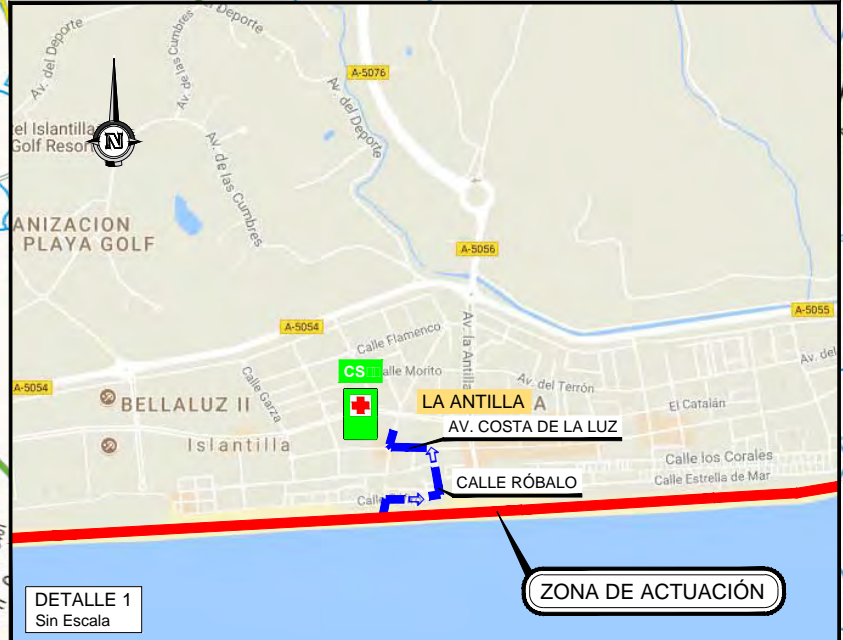 Av. del Deporte
Av. de las Cumbres
Deporte
A-5076
Av. del Deporte
N
tel Islantilla
Golf Resort
Av. de las Cumbres
ANIZACION
PLAYA GOLF
A-5056
A-5054
A-5055
Calle Flamenco
Av. la Antilla
CS
alle Morito
Av. del
A-5054
Av. del Terrón
BELLALUZ II
Calle Garza
LA ANTILLA
A
El Catalán
AV. COSTA DE LA LUZ
Islantilla
Calle los Corales
CALLE RÓBALO
Calle Estrella de Mar
Calle
ZONA DE ACTUACIÓN
DETALLE 1
Sin Escala